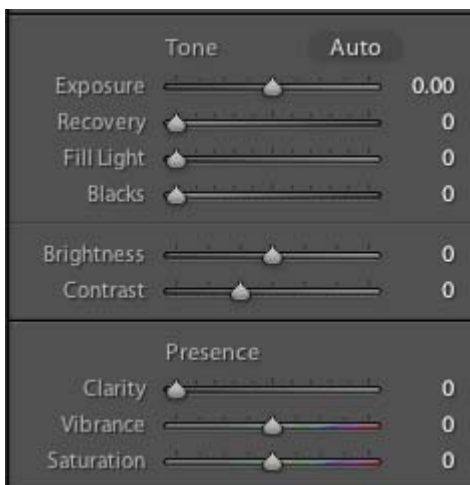 Tone Auto
Exposure 0.00
Recovery 0
Fill Light 0
Blacks 0
Brightness 0
Contrast 0
Presence
Clarity 0
Vibrance 0
Saturation 0